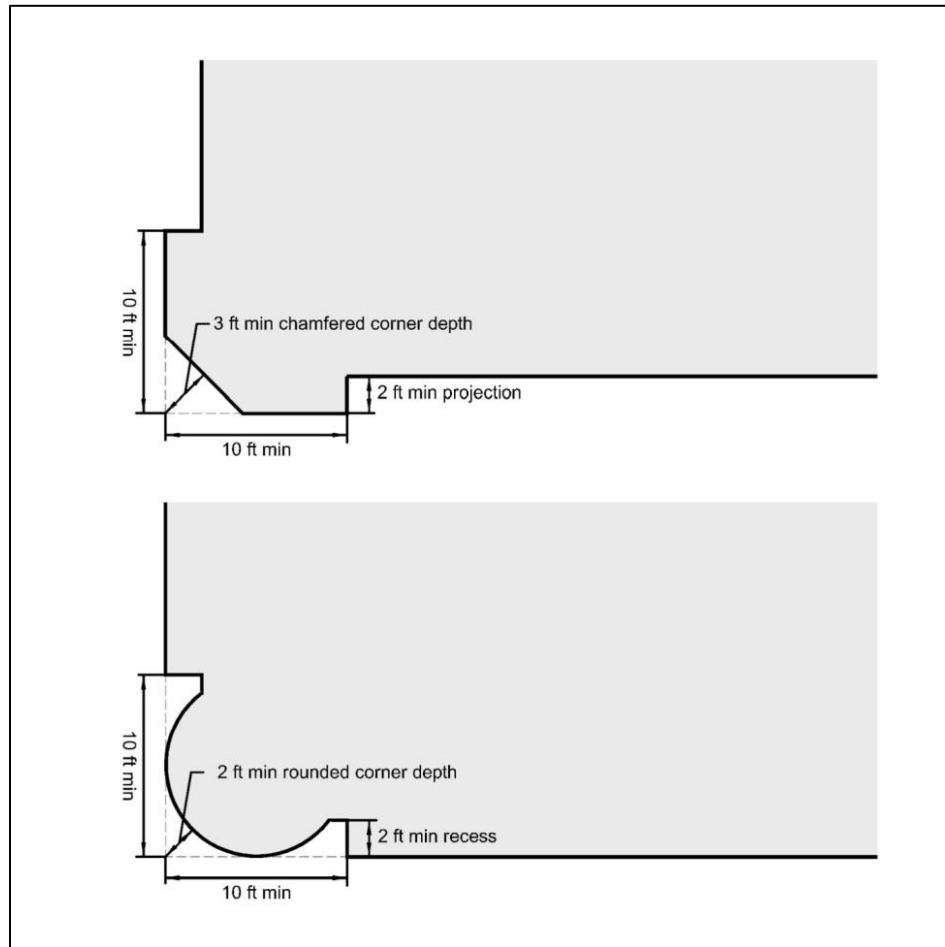 10 ft min
3 ft min chamfered corner depth
2 ft min projection
10 ft min
10 ft min
2 ft min rounded corner depth
2 ft min recess
10 ft min